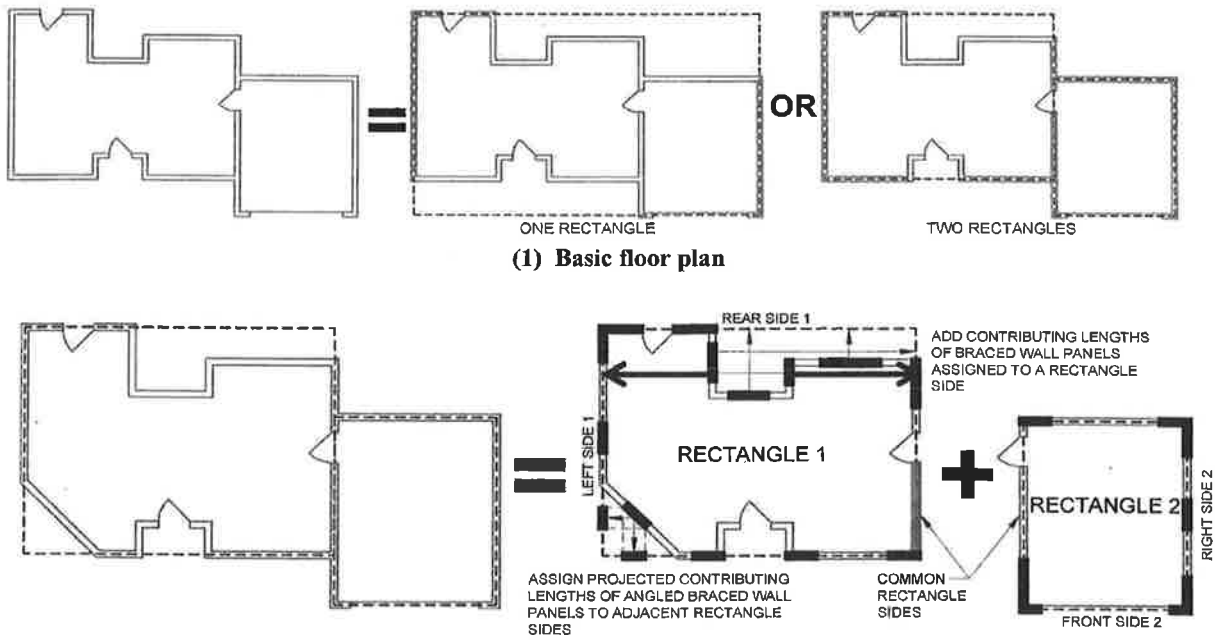 OR
ONE RECTANGLE
TWO RECTANGLES
(1) Basic floor plan
REAR SIDE 1
ADD CONTRIBUTING LENGTHS
OF BRACED WALL PANELS
ASSIGNED TO A RECTANGLE
SIDE
LEFT SIDE 1
RECTANGLE 1
RECTANGLE 2
RIGHT SIDE 2
ASSIGN PROJECTED CONTRIBUTING
LENGTHS OF ANGLED BRACED WALL
PANELS TO ADJACENT RECTANGLE
SIDES
COMMON
RECTANGLE
SIDES
FRONT SIDE 2